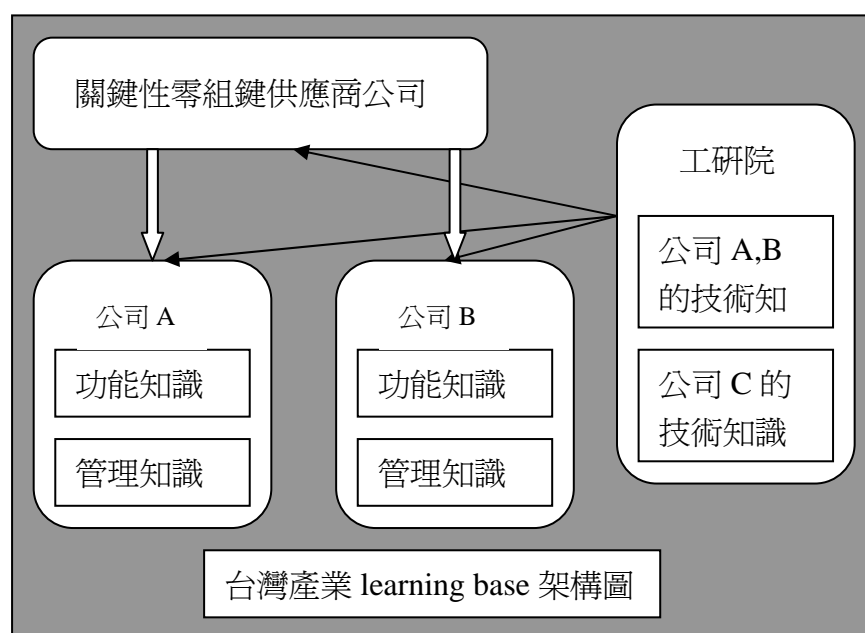 關鍵性零組鍵供應商公司
工研院
公司 A,B
的技術知
公司 C 的
技術知識
公司 A
功能知識
管理知識
公司 B
功能知識
管理知識
台灣產業 learning base 架構圖